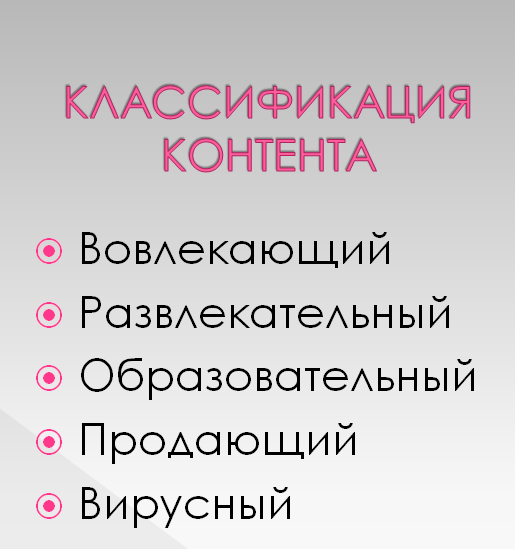 КЛАССИФИКАЦИЯ
КОНТЕНТА
Вовлекающий
Развлекательный
Образовательный
Продающий
Вирусный